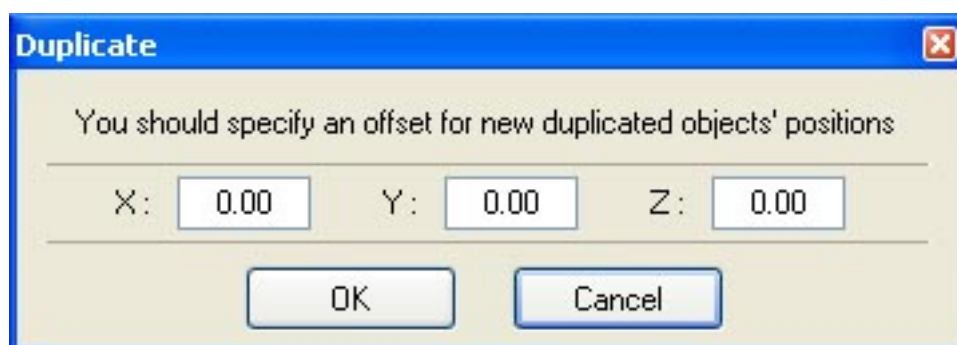 Duplicate
You should specify an offset for new duplicated objects' positions
X: 0.00 Y: 0.00 Z: 0.00
OK Cancel